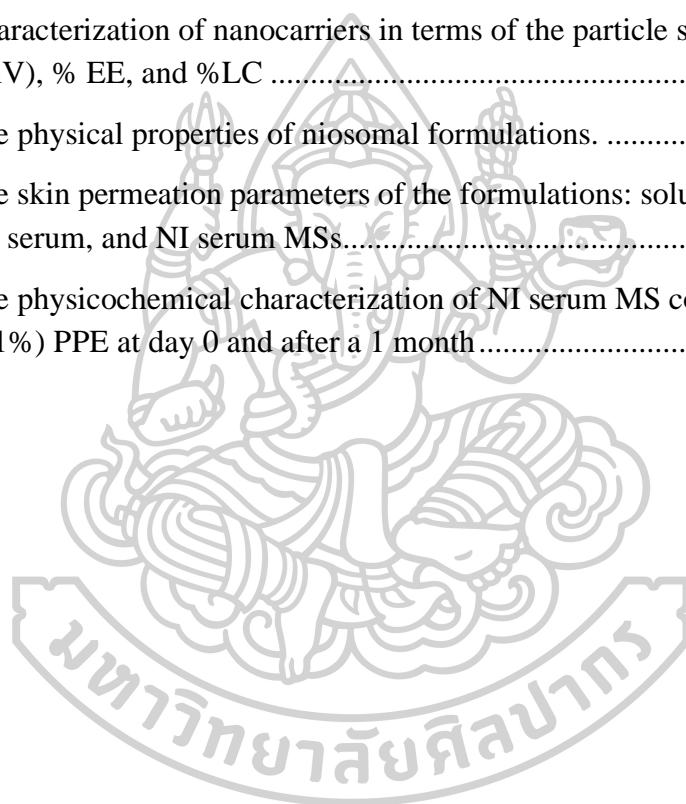 aracterization of nanocarriers in terms of the particle s
V), % EE, and %LC ................................................
e physical properties of niosomal formulations. ..........
e skin permeation parameters of the formulations: solu
serum, and NI serum MSs.......................................
e physicochemical characterization of NI serum MS c
1%) PPE at day 0 and after a 1 month.........................
มหาวิทยาลัยศิลปากร